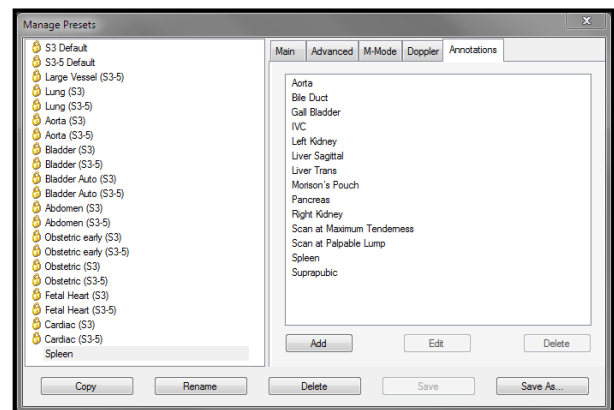 Manage Presets
x
S3 Default
S3-5 Default
Large Vessel (S3-5)
Lung (S3)
Lung (S3-5)
Aorta (S3)
Aorta (S3-5)
Bladder (S3)
Bladder (S3-5)
Bladder Auto (S3)
Bladder Auto (S3-5)
Abdomen (S3)
Abdomen (S3-5)
Obstetric early (S3)
Obstetric early (S3-5)
Obstetric (S3)
Obstetric (S3-5)
Fetal Heart (S3)
Fetal Heart (S3-5)
Cardiac (S3)
Cardiac (S3-5)
Spleen
Main Advanced M-Mode Doppler Annotations
Aorta
Bile Duct
Gall Bladder
IVC
Left Kidney
Liver Sagittal
Liver Trans
Morison's Pouch
Pancreas
Right Kidney
Scan at Maximum Tenderness
Scan at Palpable Lump
Spleen
Suprapubic
Add Edit Delete
Copy Rename Delete Save Save As...